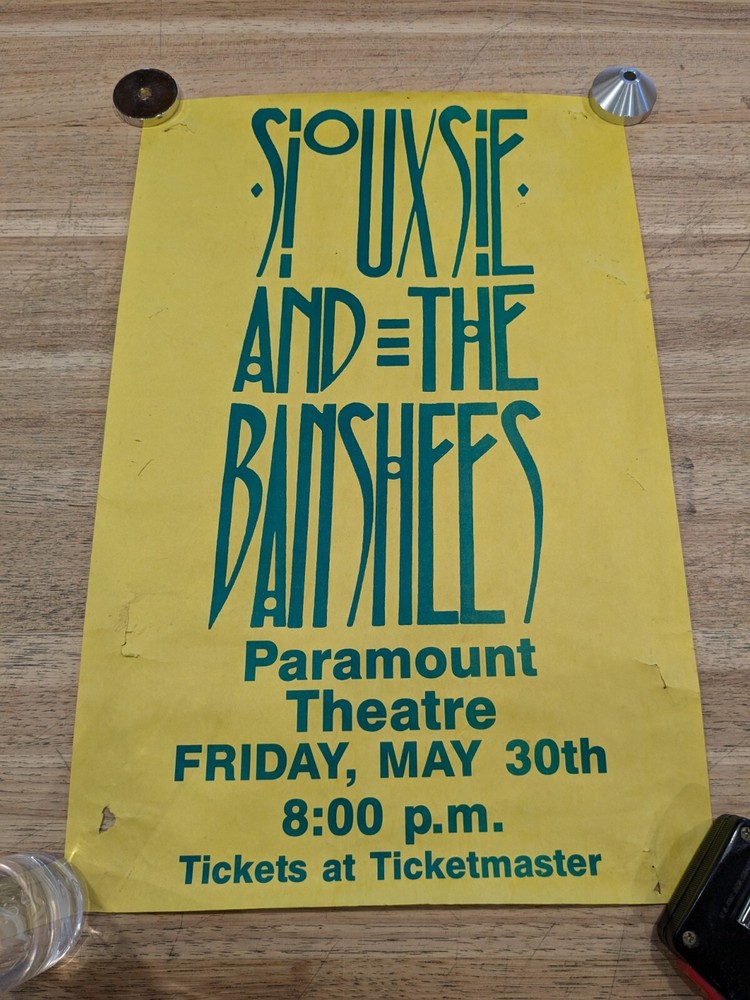 SiOUXSiE
AND THE
BANSHEES
Paramount
Theatre
FRIDAY, MAY 30th
8:00 p.m.
Tickets at Ticketmaster